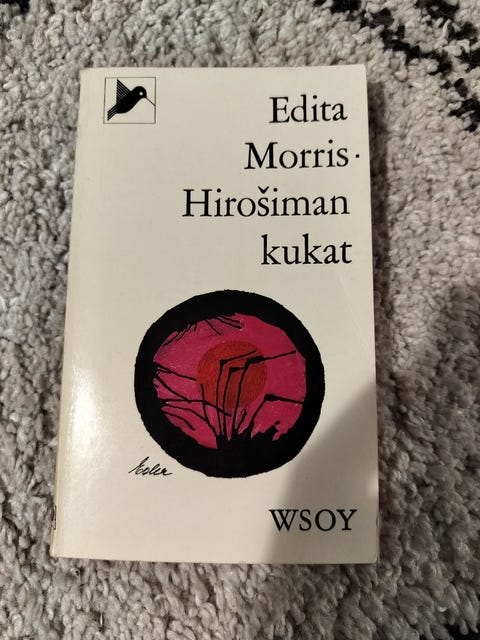 Edita
Morris ·
Hirošiman
kukat
WSOY